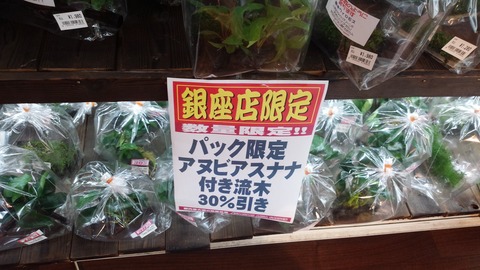 銀座店限定
数量限定!!
パック限定
アヌビアスナナ
付き流木
30%引き